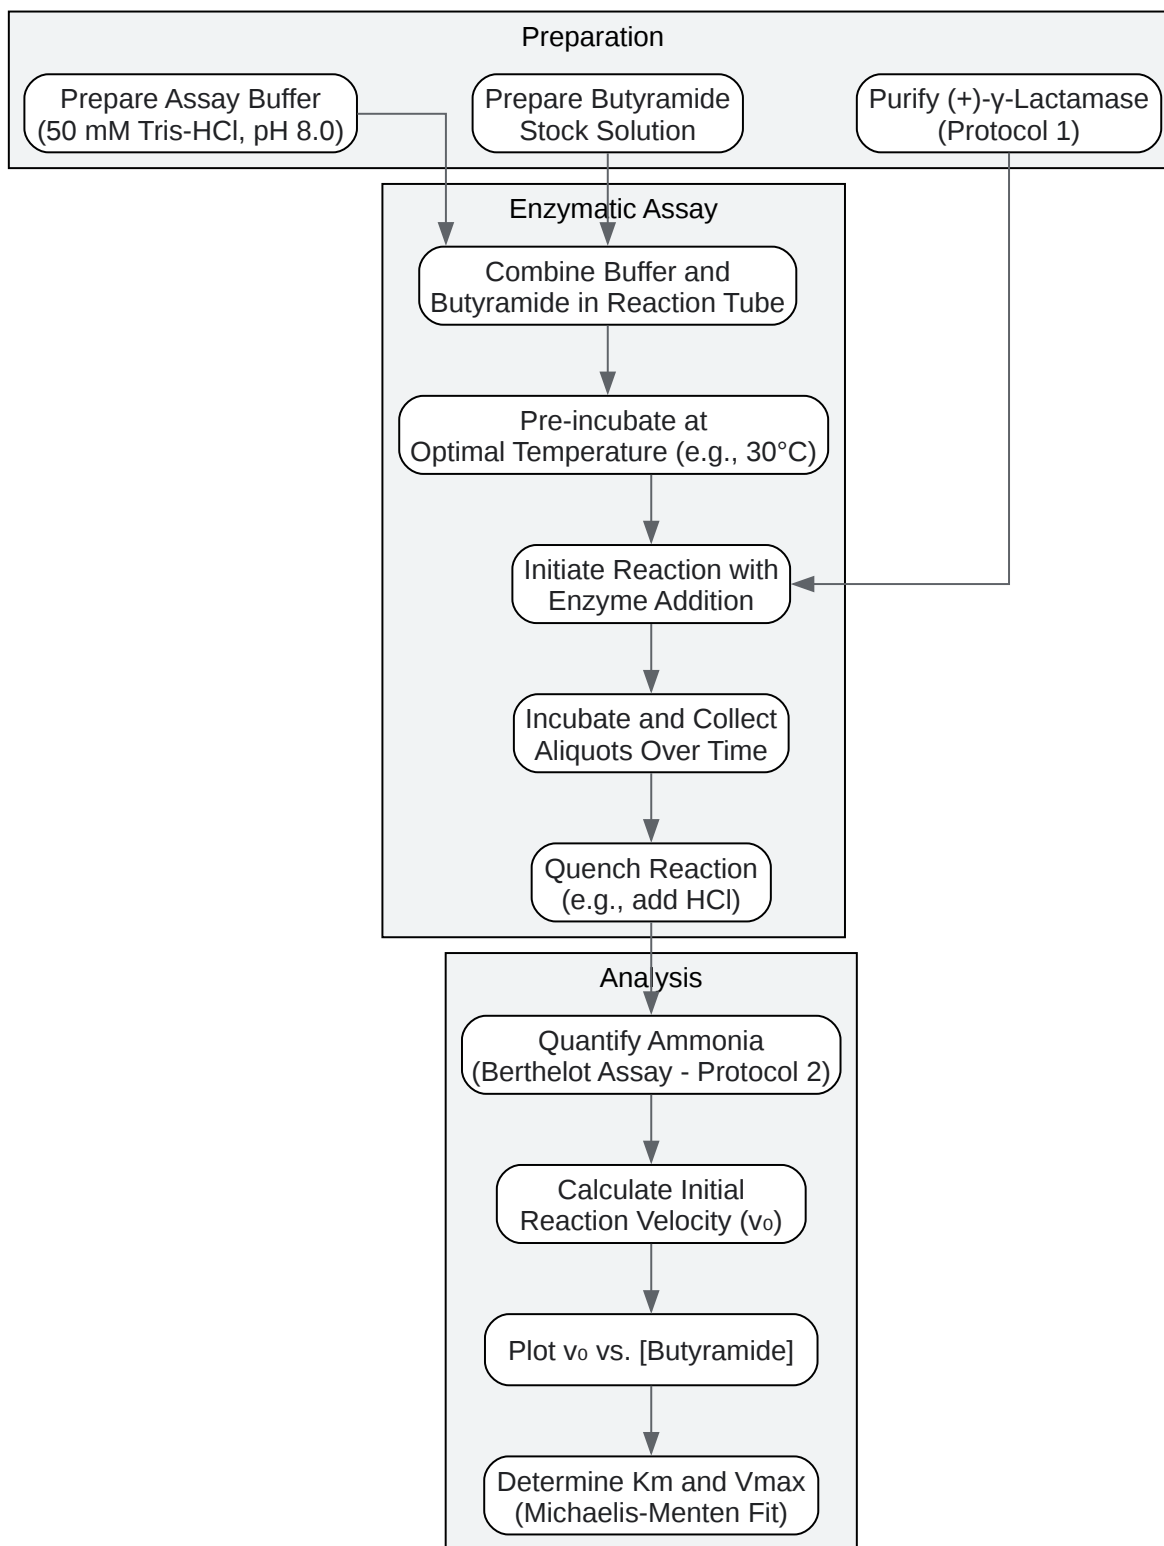 Preparation
Prepare Assay Buffer
(50 mM Tris-HCl, pH 8.0)
Prepare Butyramide
Stock Solution
Purify (+)-γ-Lactamase
(Protocol 1)
Enzymatic Assay
Combine Buffer and
Butyramide in Reaction Tube
Pre-incubate at
Optimal Temperature (e.g., 30°C)
Initiate Reaction with
Enzyme Addition
Incubate and Collect
Aliquots Over Time
Quench Reaction
(e.g., add HCl)
Analysis
Quantify Ammonia
(Berthelot Assay - Protocol 2)
Calculate Initial
Reaction Velocity (v₀)
Plot v₀ vs. [Butyramide]
Determine Km and Vmax
(Michaelis-Menten Fit)